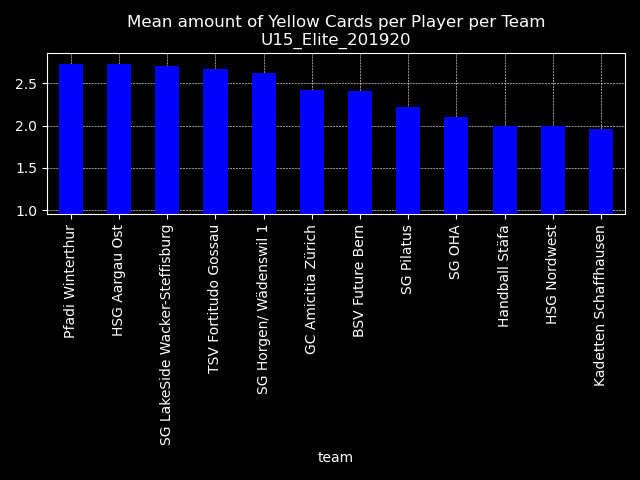 Mean amount of Yellow Cards per Player per Team
U15_Elite_201920
2.5
2.0
1.5
1.0
Pfadi Winterthur
HSG Aargau Ost
SG LakeSide Wacker-Steffisburg
TSV Fortitudo Gossau
SG Horgen/ Wädenswil 1
GC Amicitia Zürich
BSV Future Bern
SG Pilatus
SG OHA
Handball Stäfa
HSG Nordwest
Kadetten Schaffhausen
team